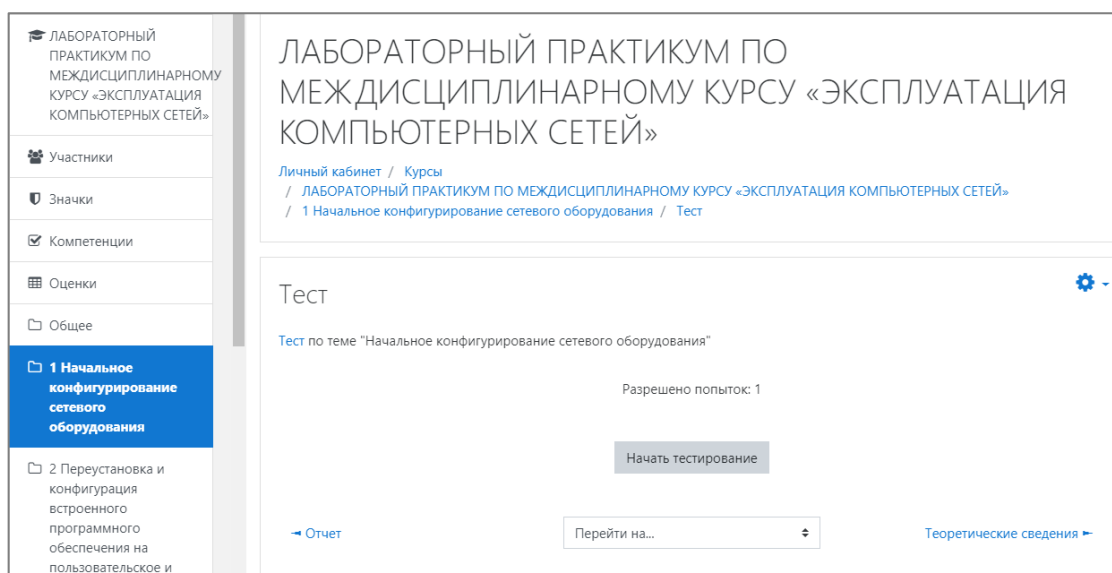 ЛАБОРАТОРНЫЙ
ПРАКТИКУМ ПО
МЕЖДИСЦИПЛИНАРНОМУ
КУРСУ «ЭКСПЛУАТАЦИЯ
КОМПЬЮТЕРНЫХ СЕТЕЙ»
Участники
Значки
Компетенции
Оценки
Общее
1 Начальное
конфигурирование
сетевого
оборудования
2 Переустановка и
конфигурация
встроенного
программного
обеспечения на
пользовательское и
ЛАБОРАТОРНЫЙ ПРАКТИКУМ ПО
МЕЖДИСЦИПЛИНАРНОМУ КУРСУ «ЭКСПЛУАТАЦИЯ
КОМПЬЮТЕРНЫХ СЕТЕЙ»
Личный кабинет / Курсы
/ ЛАБОРАТОРНЫЙ ПРАКТИКУМ ПО МЕЖДИСЦИПЛИНАРНОМУ КУРСУ «ЭКСПЛУАТАЦИЯ КОМПЬЮТЕРНЫХ СЕТЕЙ»
/ 1 Начальное конфигурирование сетевого оборудования / Тест
Тест
Тест по теме "Начальное конфигурирование сетевого оборудования"
Разрешено попыток: 1
Начать тестирование
◄ Отчет
Перейти на...
Теоретические сведения ►